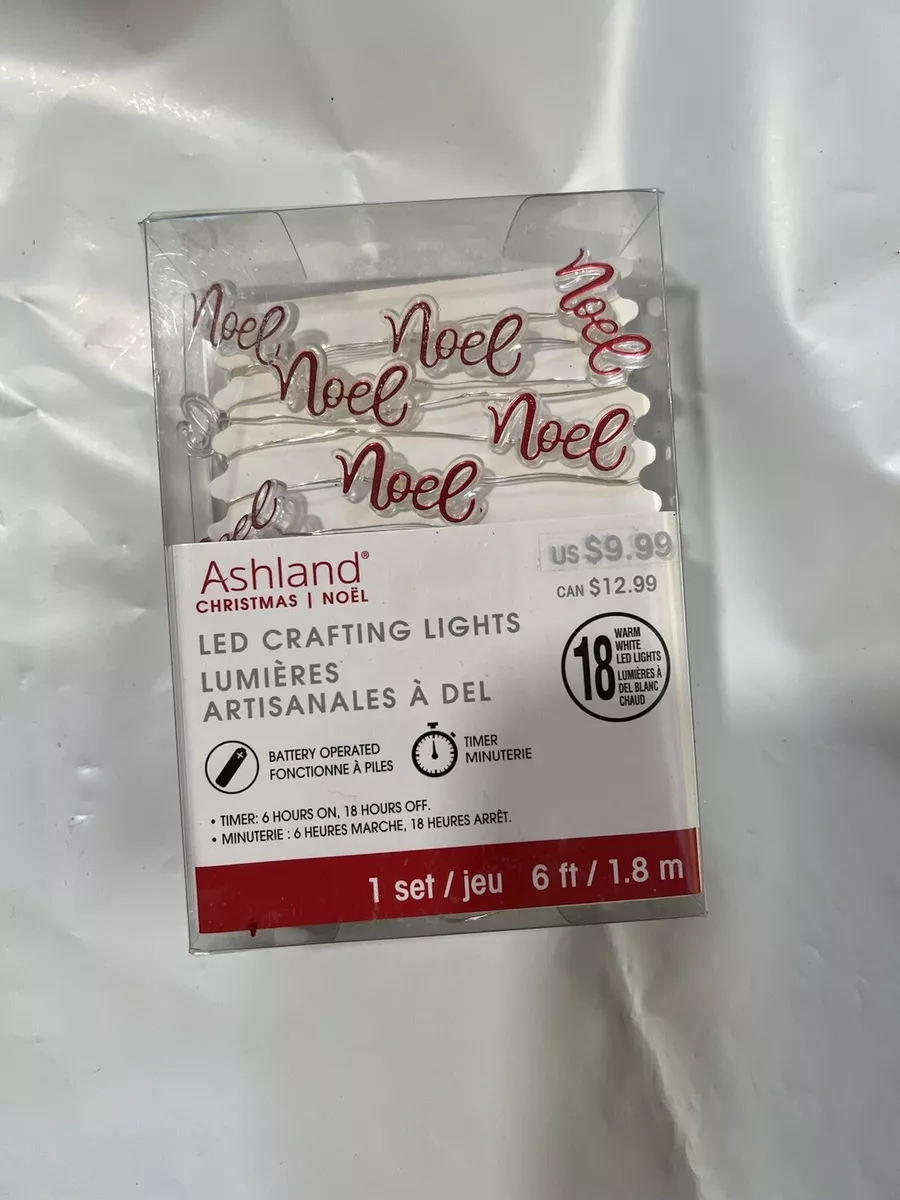 noel
noel
noel
noel
noel
noel
Ashland®
CHRISTMAS | NOËL
US $9.99
CAN $12.99
LED CRAFTING LIGHTS
LUMIÈRES
ARTISANALES À DEL
18
WARM
WHITE
LED LIGHTS
LUMIÈRES À
DEL BLANC
CHAUD
BATTERY OPERATED
FONCTIONNE À PILES
TIMER
MINUTERIE
• TIMER: 6 HOURS ON, 18 HOURS OFF.
• MINUTERIE : 6 HEURES MARCHE, 18 HEURES ARRÊT.
1 set / jeu 6 ft / 1.8 m